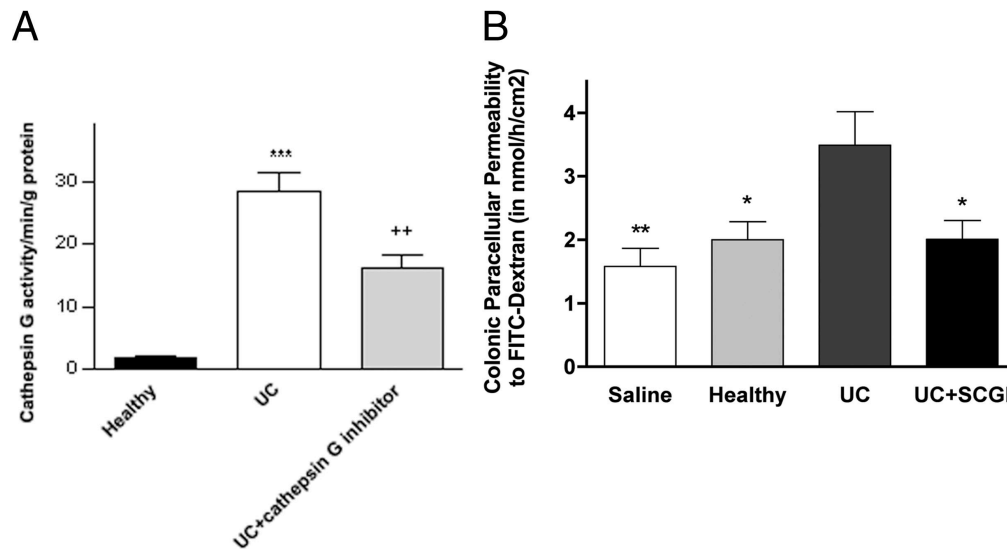 A
Cathepsin G activity/min/g protein
30
20
10
0
***
++
Healthy
UC
UC+cathepsin G inhibitor
B
Colonic Paracellular Permeability
to FITC-Dextran (in nmol/h/cm2)
4
3
2
1
0
**
*
*
Saline
Healthy
UC
UC+SCGI